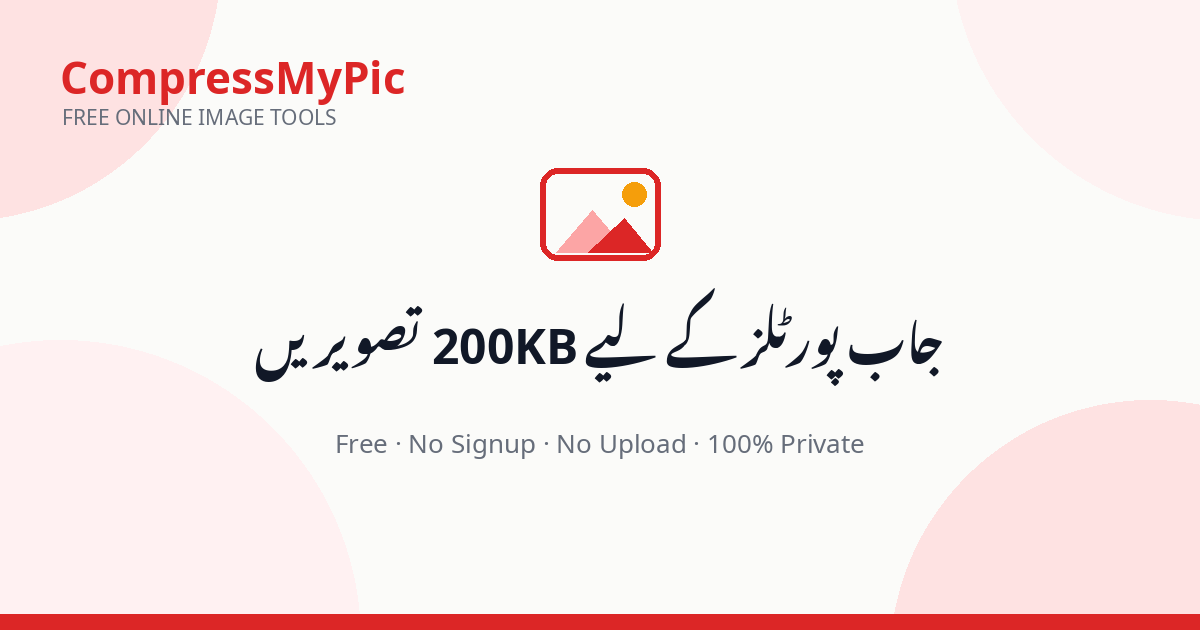 CompressMyPic
FREE ONLINE IMAGE TOOLS
جاب پورٹلز کے لیے 200KB تصویریں
Free · No Signup · No Upload · 100% Private